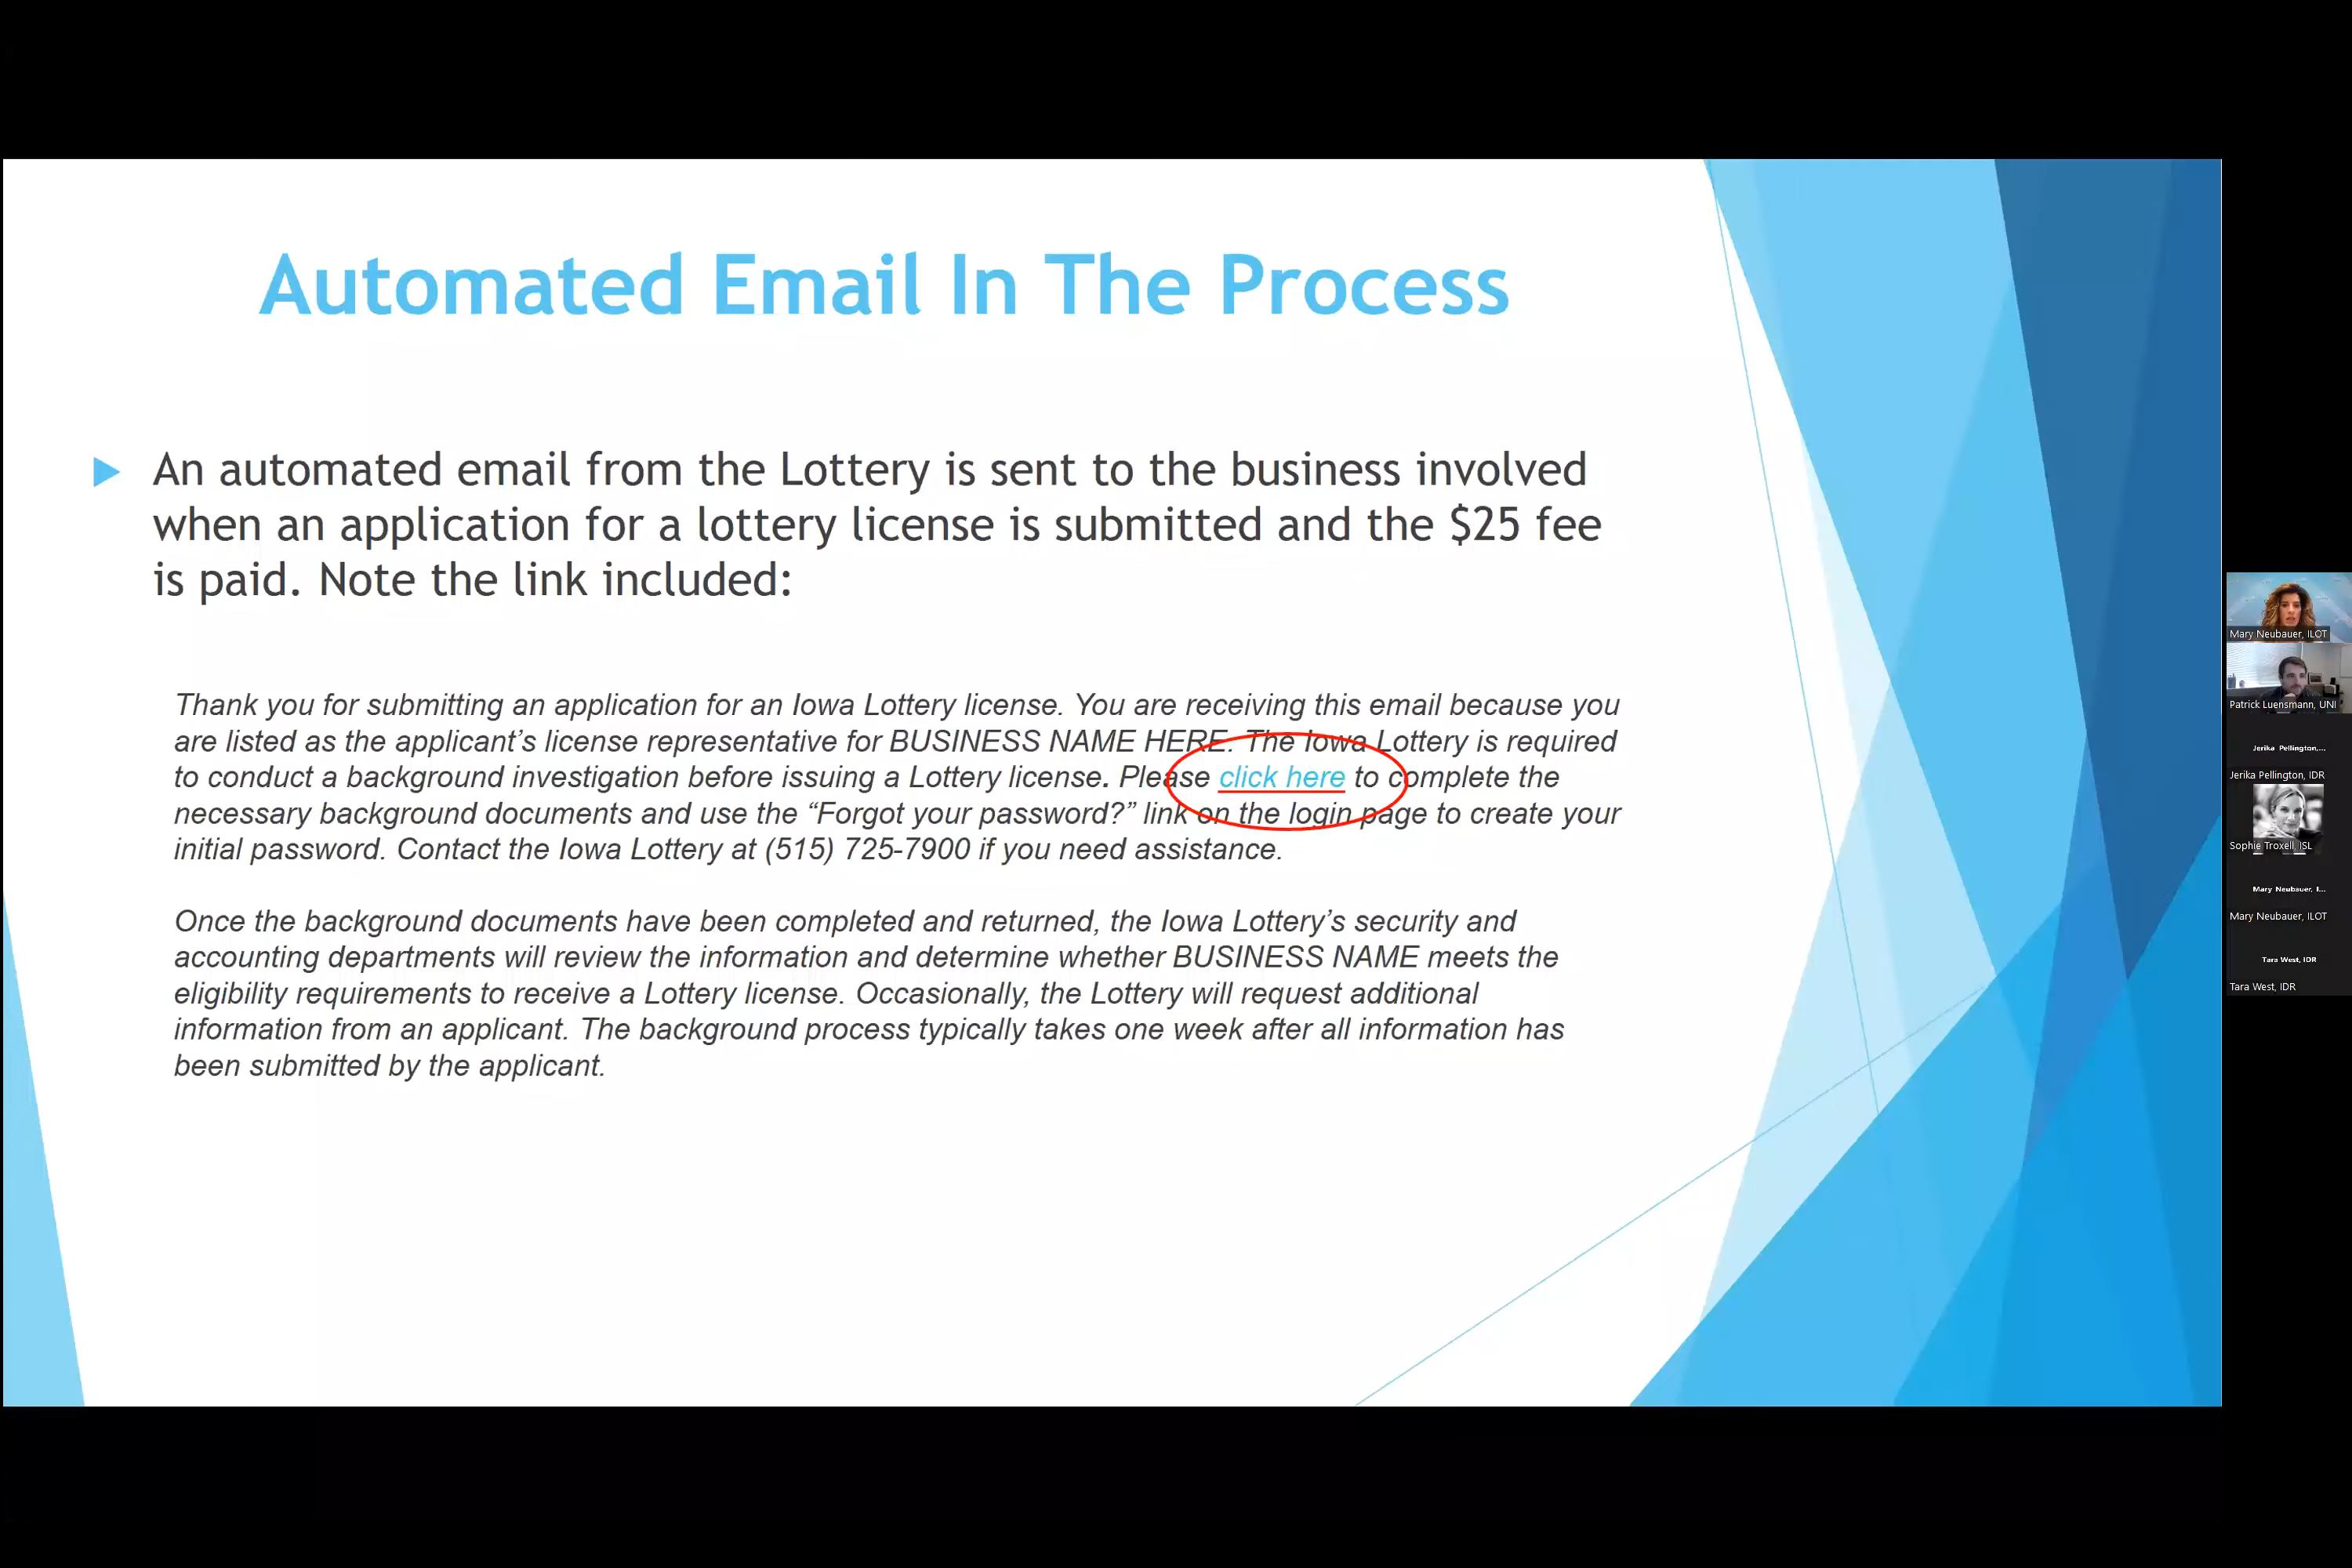 Automated Email In The Process
An automated email from the Lottery is sent to the business involved
when an application for a lottery license is submitted and the $25 fee
is paid. Note the link included:
Thank you for submitting an application for an Iowa Lottery license. You are receiving this email because you
are listed as the applicant’s license representative for BUSINESS NAME HERE. The Iowa Lottery is required
to conduct a background investigation before issuing a Lottery license. Please click here to complete the
necessary background documents and use the “Forgot your password?” link on the login page to create your
initial password. Contact the Iowa Lottery at (515) 725-7900 if you need assistance.
Once the background documents have been completed and returned, the Iowa Lottery’s security and
accounting departments will review the information and determine whether BUSINESS NAME meets the
eligibility requirements to receive a Lottery license. Occasionally, the Lottery will request additional
information from an applicant. The background process typically takes one week after all information has
been submitted by the applicant.
Mary Neubauer, ILOT
Patrick Luensmann, UNI
Jerika Pellington,...
Jerika Pellington, IDR
Sophie Troxell, ISL
Mary Neubauer, I...
Mary Neubauer, ILOT
Tara West, IDR
Tara West, IDR